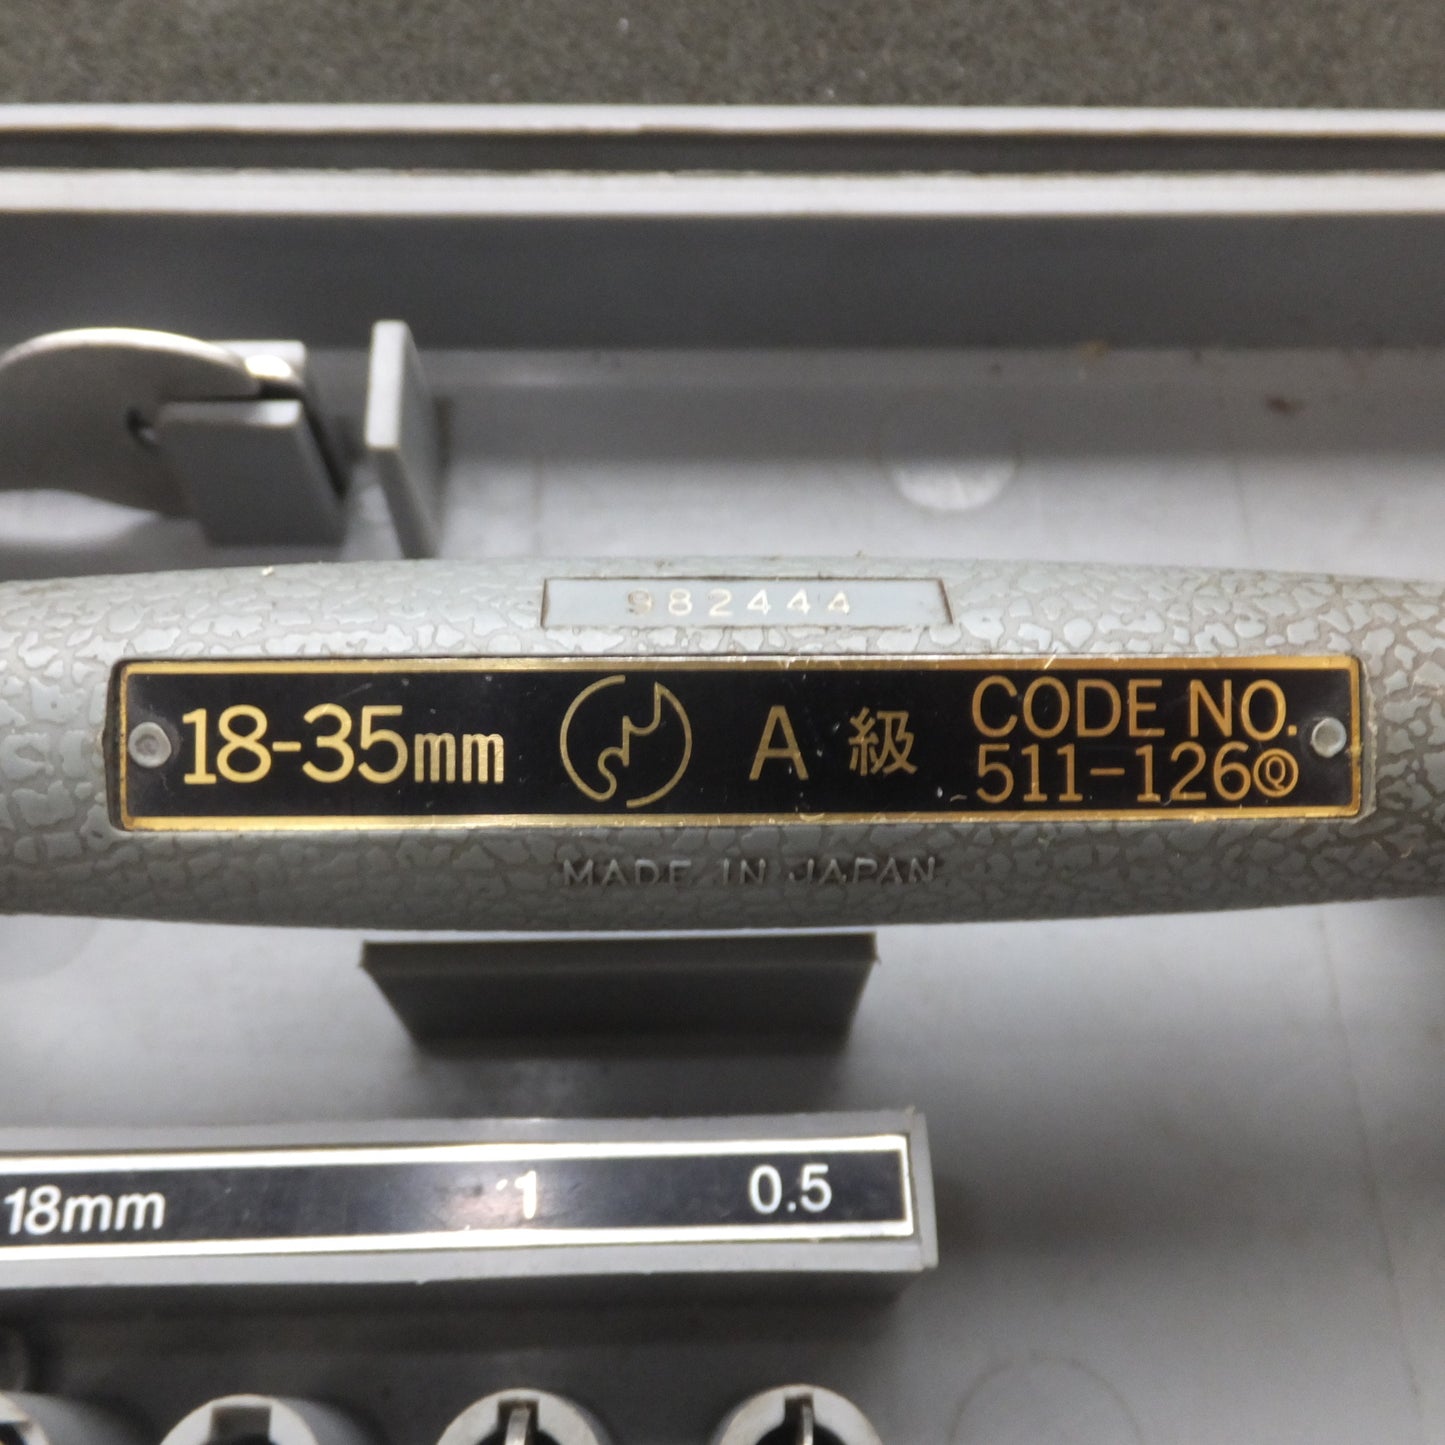 982444
18-35mm A 級 CODE NO.
511-126Ⓠ
MADE IN JAPAN
18mm 1 0.5